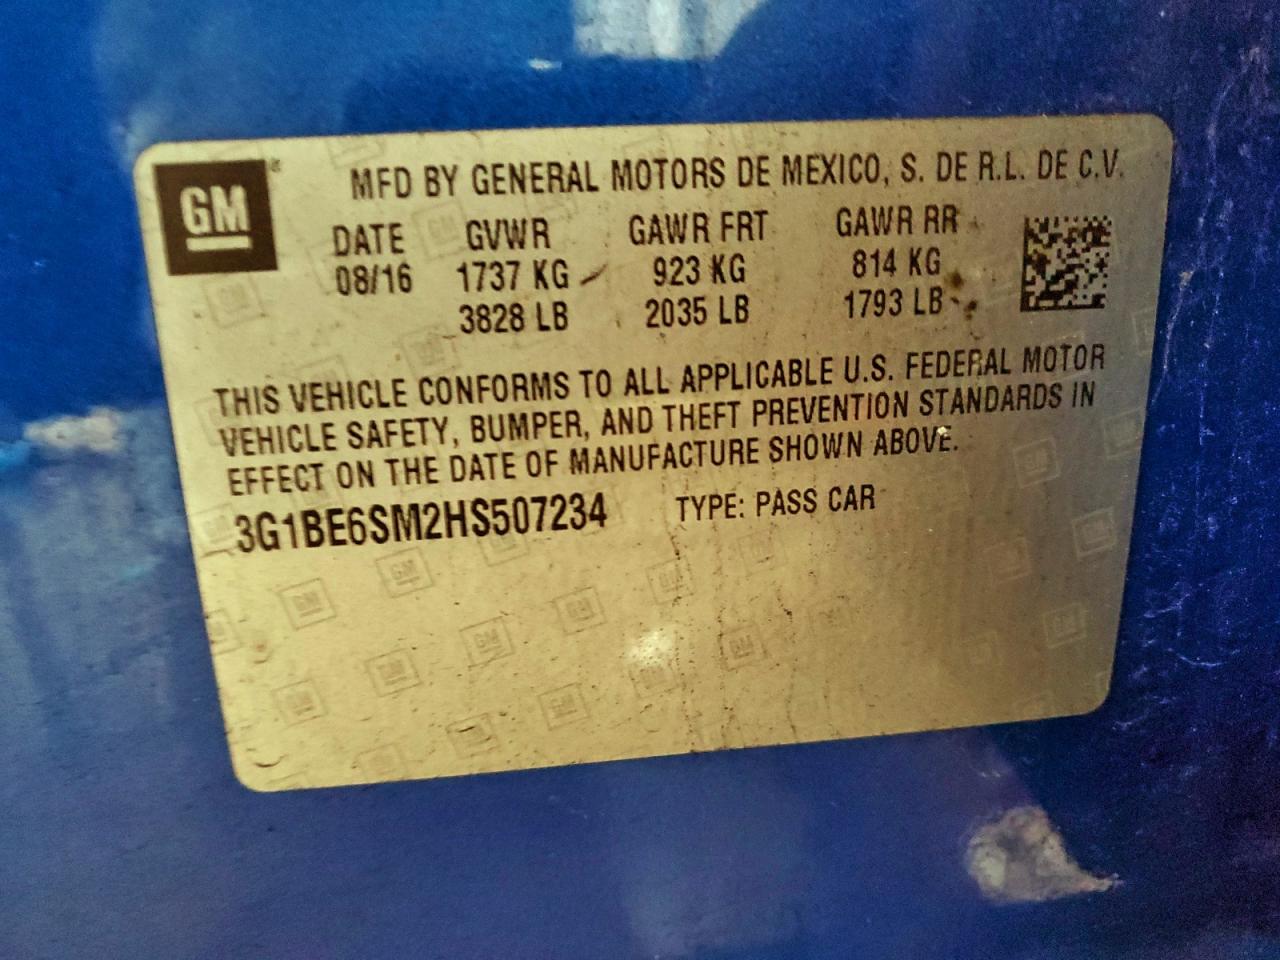 GM
MFD BY GENERAL MOTORS DE MEXICO, S. DE R.L. DE C.V.
DATE GVWR GAWR FRT GAWR RR
08/16 1737 KG 923 KG 814 KG
3828 LB 2035 LB 1793 LB
THIS VEHICLE CONFORMS TO ALL APPLICABLE U.S. FEDERAL MOTOR
VEHICLE SAFETY, BUMPER, AND THEFT PREVENTION STANDARDS IN
EFFECT ON THE DATE OF MANUFACTURE SHOWN ABOVE.
3G1BE6SM2HS507234 TYPE: PASS CAR